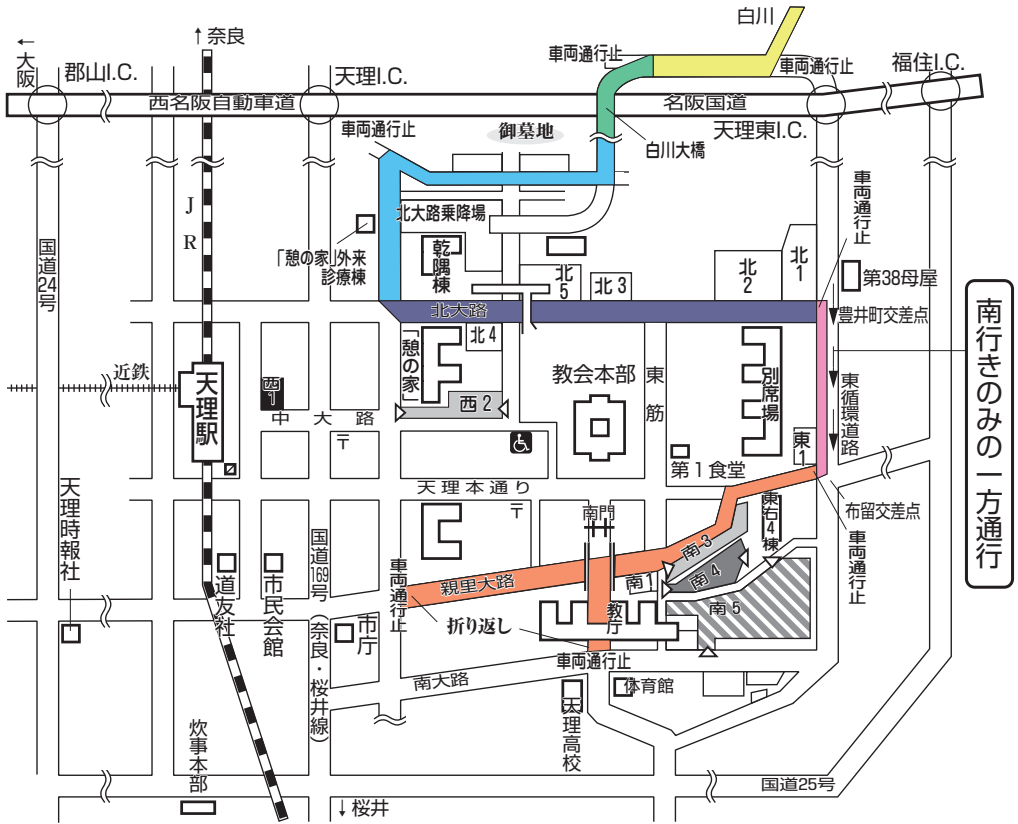 白川
↑奈良
←大阪
車両通行止
郡山I.C.
天理I.C.
車両通行止
福住I.C.
西名阪自動車道
名阪国道
車両通行止
御墓地
天理東I.C.
白川大橋
車両通行止
JR
北大路乗降場
国道24号
「憩の家」外来
診療棟
乾隅棟
北5
北3
北2
北1
第38母屋
北大路
豊井町交差点
南行きのみの一方通行
「憩の家」
北4
教会本部
東筋
別席場
東循環道路
近鉄
天理駅
西1
西2
中大路
〒
東1
第1食堂
天理本通り
〒
布留交差点
天理時報社
国道169号(奈良・桜井線)
南門
東右4棟
車両通行止
南3
道友社
市民会館
車両通行止
親里大路
南1
南4
南5
市庁
折り返し
教庁
車両通行止
南大路
体育館
天理高校
炊事本部
国道25号
↓桜井